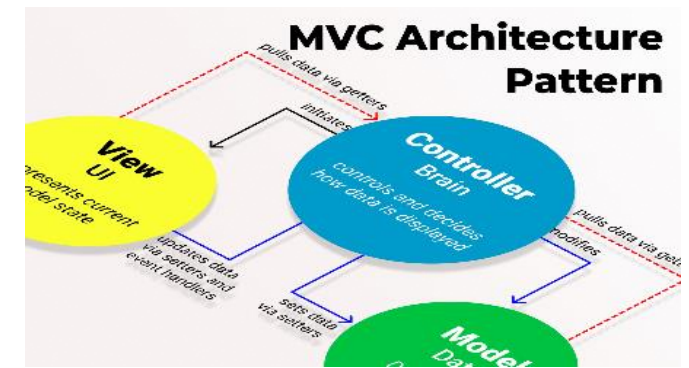 MVC Architecture
Pattern
pulls data via getters
initiates
View
UI
presents current
model state
Controller
Brain
controls and decides
how data is displayed
pulls data via
modifies
updates data
via setters and
event handlers
sets data
via setters
Model